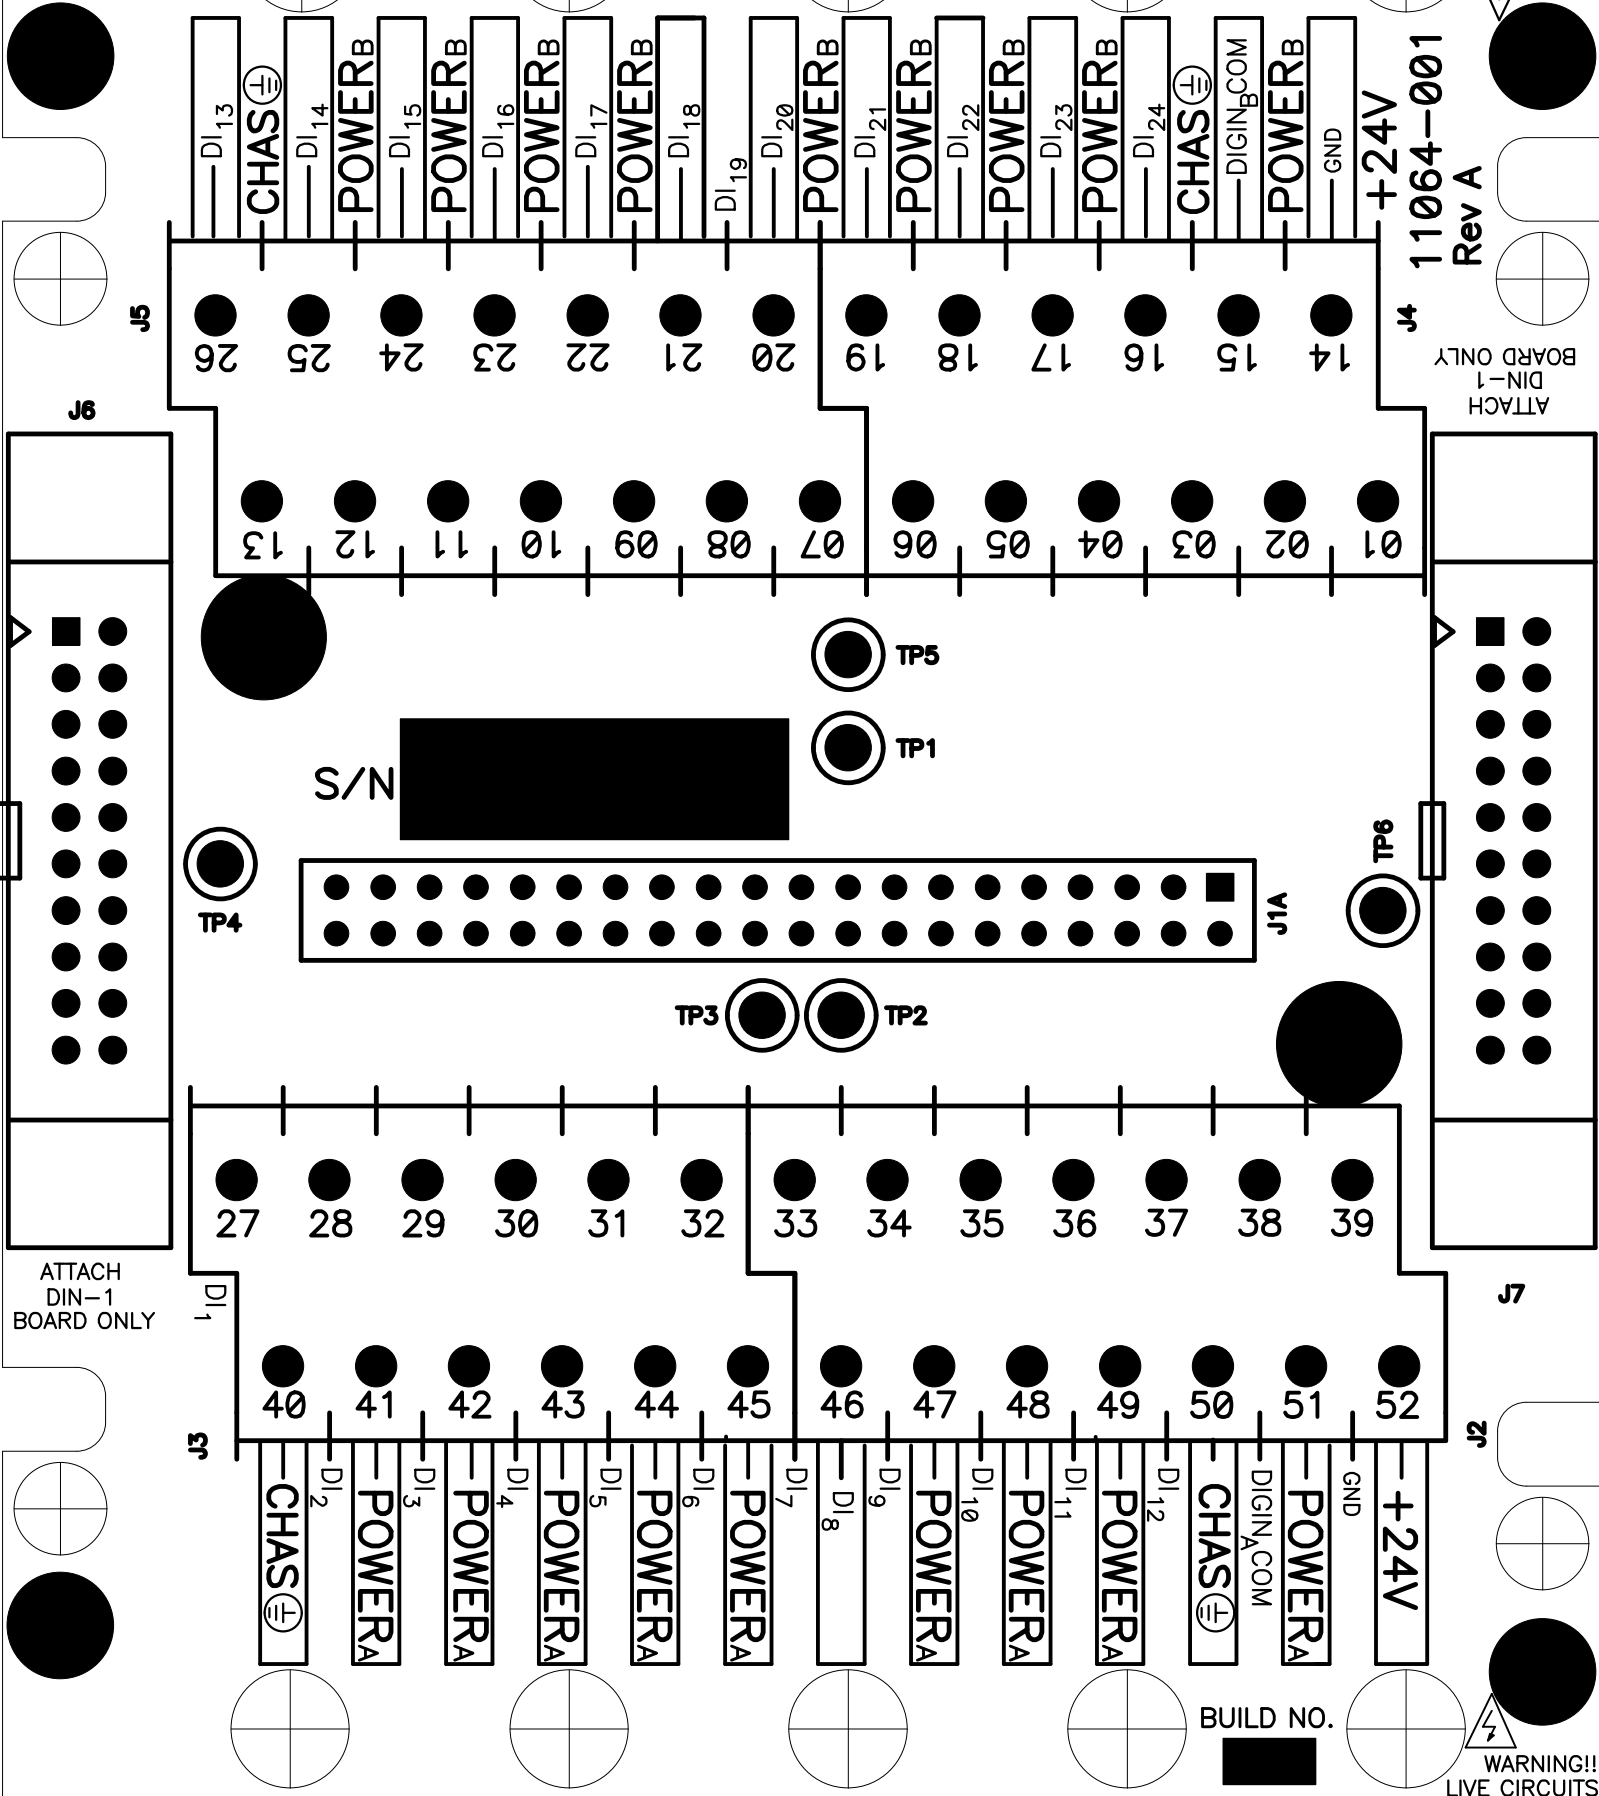 DI13
CHAS
DI14
POWERB
DI15
POWERB
DI16
POWERB
DI17
POWERB
DI18
DI19
DI20
POWERB
DI21
POWERB
DI22
POWERB
DI23
POWERB
DI24
CHAS
DIGINBCOM
POWERB
GND
+24V
11064-001
Rev A
J5
26 25 24 23 22 21 20 19 18 17 16 15 14
J4
ATTACH
DIN-1
BOARD ONLY
J6
13 12 11 10 09 08 07 06 05 04 03 02 01
TP5
TP1
S/N
TP6
TP4
J1A
TP3
TP2
27 28 29 30 31 32 33 34 35 36 37 38 39
ATTACH
DIN-1
BOARD ONLY
DI1
J7
40 41 42 43 44 45 46 47 48 49 50 51 52
J3
J2
CHAS
DI2
POWERA
DI3
POWERA
DI4
POWERA
DI5
POWERA
DI6
POWERA
DI7
DI8
DI9
POWERA
DI10
POWERA
DI11
POWERA
DI12
CHAS
DIGINACOM
POWERA
GND
+24V
BUILD NO.
WARNING!!
LIVE CIRCUITS